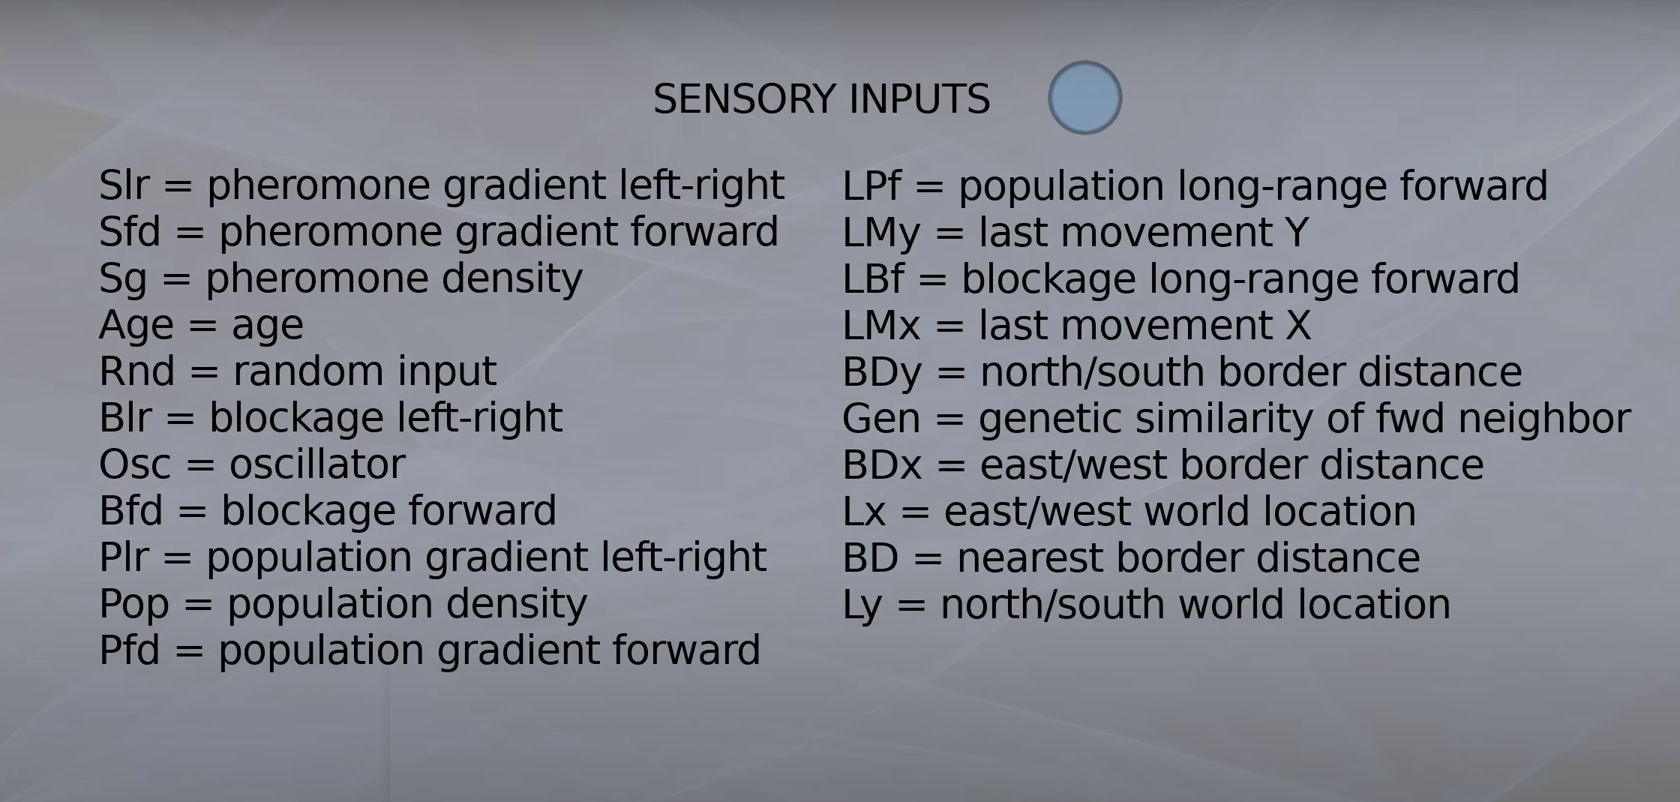 SENSORY INPUTS
Slr = pheromone gradient left-right
Sfd = pheromone gradient forward
Sg = pheromone density
Age = age
Rnd = random input
Blr = blockage left-right
Osc = oscillator
Bfd = blockage forward
Plr = population gradient left-right
Pop = population density
Pfd = population gradient forward
LPf = population long-range forward
LMy = last movement Y
LBf = blockage long-range forward
LMx = last movement X
BDy = north/south border distance
Gen = genetic similarity of fwd neighbor
BDx = east/west border distance
Lx = east/west world location
BD = nearest border distance
Ly = north/south world location